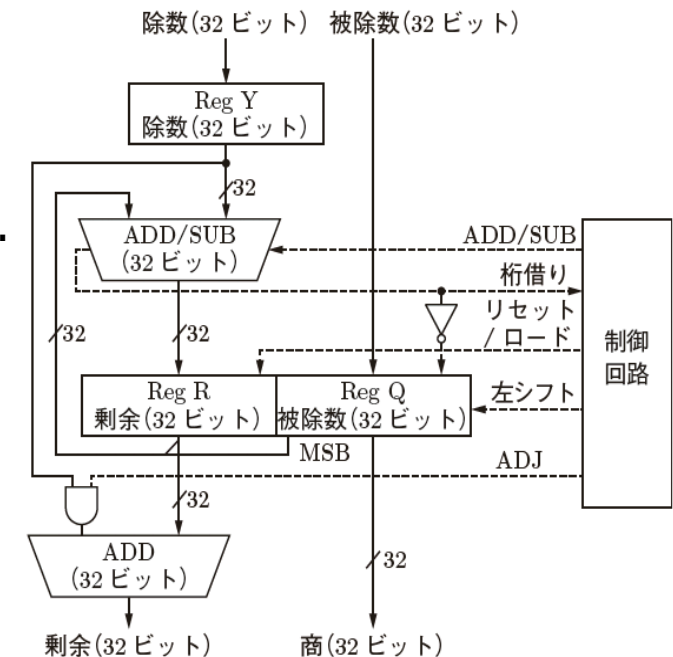 除数(32 ビット) 被除数(32 ビット)
Reg Y
除数(32 ビット)
32
ADD/SUB
(32 ビット)
ADD/SUB
桁借り
リセット
/ ロード
制御
回路
32
32
Reg R
剰余(32 ビット)
Reg Q
被除数(32 ビット)
左シフト
MSB
ADJ
32
ADD
(32 ビット)
32
剰余(32 ビット)
商(32 ビット)